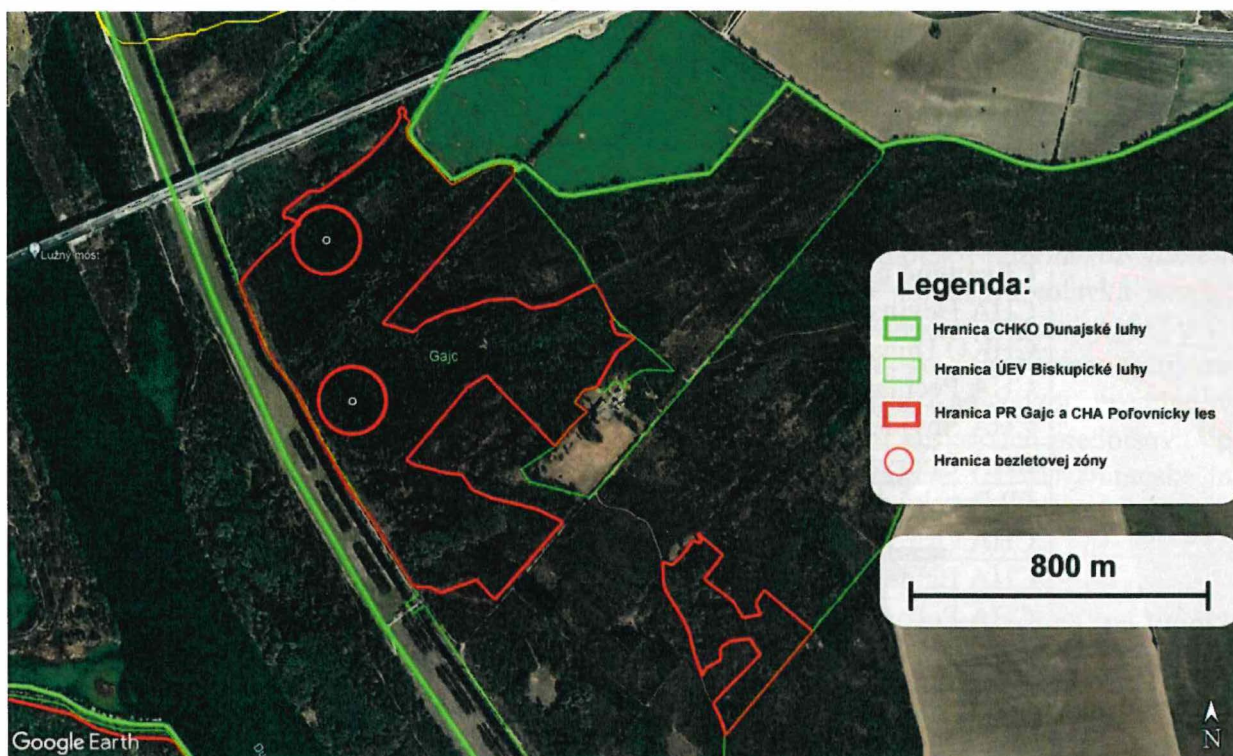 Lužný most
Gajc
Legenda:
Hranica CHKO Dunajské luhy
Hranica ÚEV Biskupické luhy
Hranica PR Gajc a CHA Poľovnícky les
Hranica bezletovej zóny
800 m
N
Google Earth